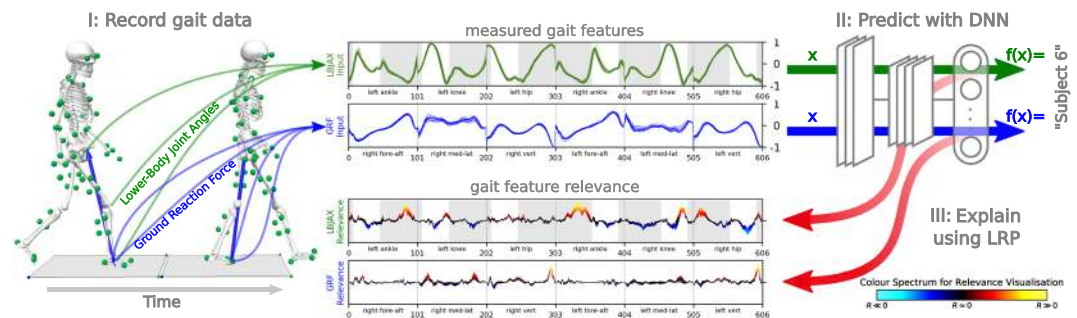 I: Record gait data
Lower-Body Joint Angles
Ground Reaction Force
Time
measured gait features
LBJAX
Input
1
0
-1
0 left ankle 101 left knee 202 left hip 303 right ankle 404 right knee 505 right hip 606
GRF
Input
1
0
-1
0 right fore-aft 101 right med-lat 202 right vert 303 left fore-aft 404 left med-lat 505 left vert 606
gait feature relevance
LBJAX
Relevance
0 left ankle 101 left knee 202 left hip 303 right ankle 404 right knee 505 right hip 606
GRF
Relevance
0 right fore-aft 101 right med-lat 202 right vert 303 left fore-aft 404 left med-lat 505 left vert 606
II: Predict with DNN
x f(x)=
x f(x)=
"Subject 6"
III: Explain
using LRP
Colour Spectrum for Relevance Visualisation
R≪0 R≈0 R≫0